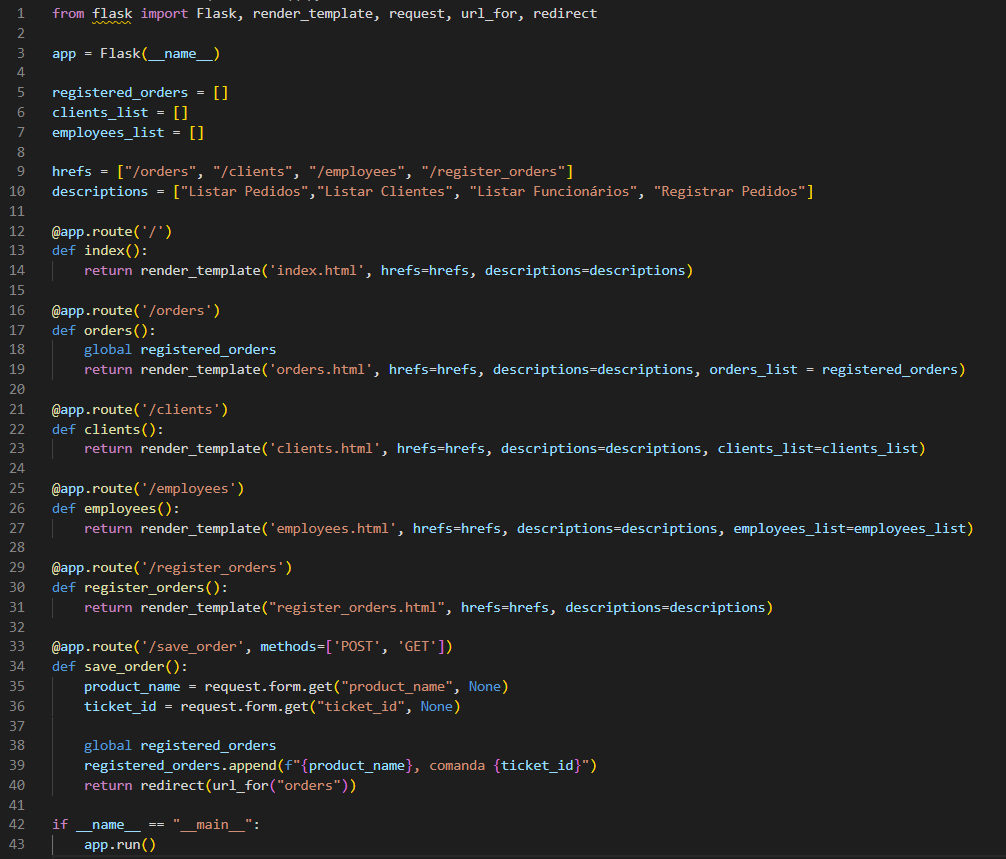 1 from flask import Flask, render_template, request, url_for, redirect
2
3 app = Flask(__name__)
4
5 registered_orders = []
6 clients_list = []
7 employees_list = []
8
9 hrefs = ["/orders", "/clients", "/employees", "/register_orders"]
10 descriptions = ["Listar Pedidos","Listar Clientes", "Listar Funcionários", "Registrar Pedidos"]
11
12 @app.route('/')
13 def index():
14     return render_template('index.html', hrefs=hrefs, descriptions=descriptions)
15
16 @app.route('/orders')
17 def orders():
18     global registered_orders
19     return render_template('orders.html', hrefs=hrefs, descriptions=descriptions, orders_list = registered_orders)
20
21 @app.route('/clients')
22 def clients():
23     return render_template('clients.html', hrefs=hrefs, descriptions=descriptions, clients_list=clients_list)
24
25 @app.route('/employees')
26 def employees():
27     return render_template('employees.html', hrefs=hrefs, descriptions=descriptions, employees_list=employees_list)
28
29 @app.route('/register_orders')
30 def register_orders():
31     return render_template("register_orders.html", hrefs=hrefs, descriptions=descriptions)
32
33 @app.route('/save_order', methods=['POST', 'GET'])
34 def save_order():
35     product_name = request.form.get("product_name", None)
36     ticket_id = request.form.get("ticket_id", None)
37
38     global registered_orders
39     registered_orders.append(f"{product_name}, comanda {ticket_id}")
40     return redirect(url_for("orders"))
41
42 if __name__ == "__main__":
43     app.run()